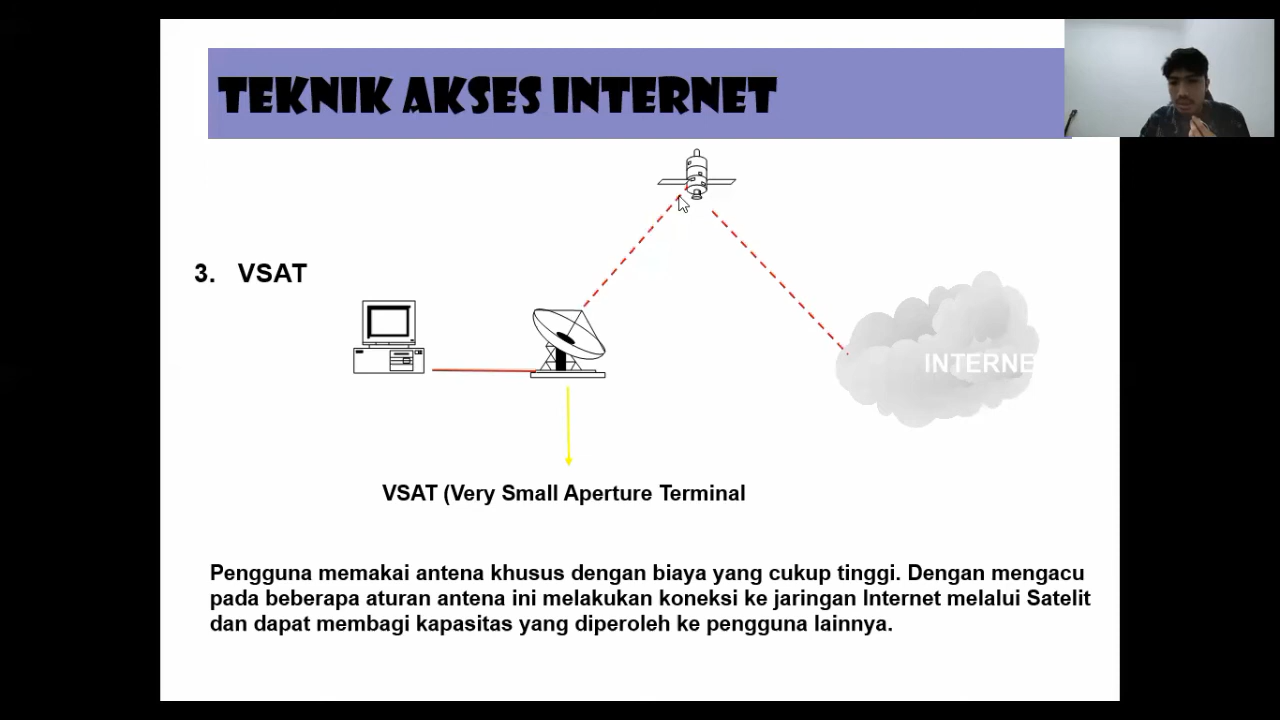 TEKNIK AKSES INTERNET
3. VSAT
INTERNE
VSAT (Very Small Aperture Terminal
Pengguna memakai antena khusus dengan biaya yang cukup tinggi. Dengan mengacu
pada beberapa aturan antena ini melakukan koneksi ke jaringan Internet melalui Satelit
dan dapat membagi kapasitas yang diperoleh ke pengguna lainnya.